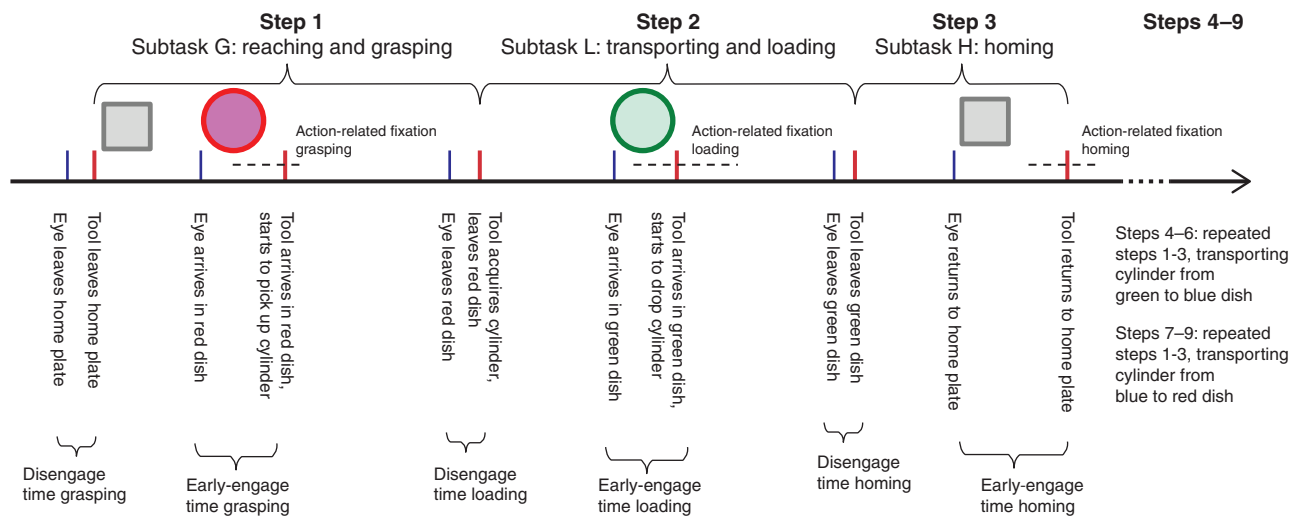 Step 1
Subtask G: reaching and grasping
Step 2
Subtask L: transporting and loading
Step 3
Subtask H: homing
Steps 4–9
Action-related fixation
grasping
Action-related fixation
loading
Action-related fixation
homing
Eye leaves home plate
Tool leaves home plate
Eye arrives in red dish
Tool arrives in red dish,
starts to pick up cylinder
Eye leaves red dish
Tool acquires cylinder,
leaves red dish
Eye arrives in green dish
Tool arrives in green dish,
starts to drop cylinder
Eye leaves green dish
Tool leaves green dish
Eye returns to home plate
Tool returns to home plate
Steps 4–6: repeated
steps 1-3, transporting
cylinder from
green to blue dish
Steps 7–9: repeated
steps 1-3, transporting
cylinder from
blue to red dish
Disengage
time grasping
Early-engage
time grasping
Disengage
time loading
Early-engage
time loading
Disengage
time homing
Early-engage
time homing